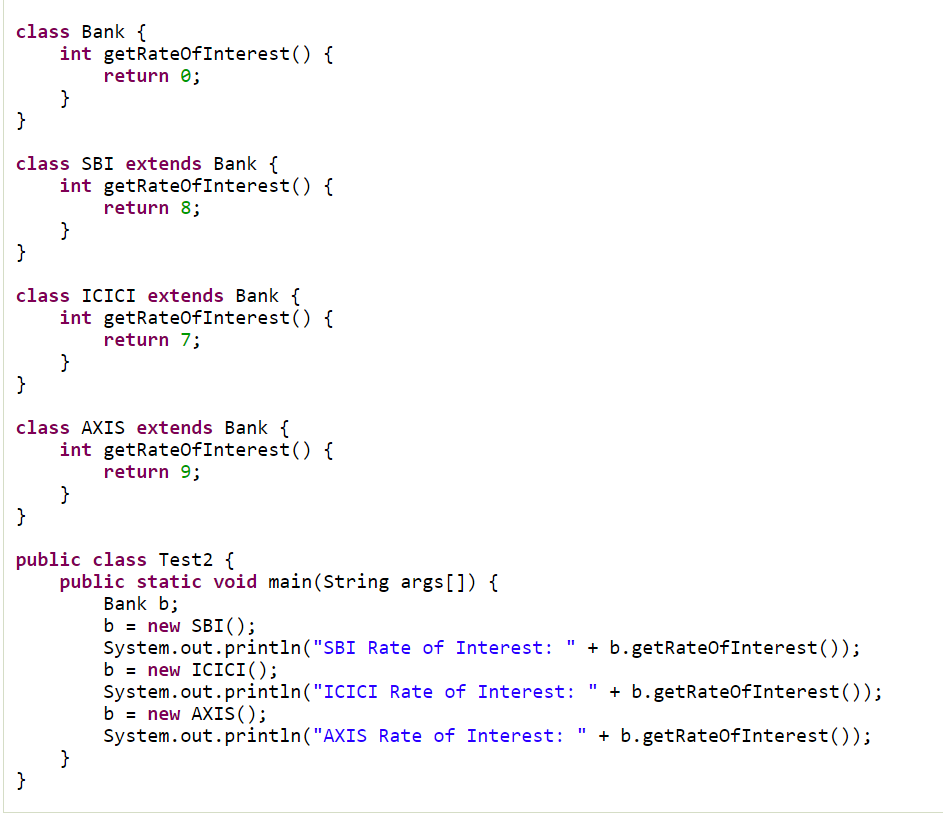 class Bank {
    int getRateOfInterest() {
        return 0;
    }
}

class SBI extends Bank {
    int getRateOfInterest() {
        return 8;
    }
}

class ICICI extends Bank {
    int getRateOfInterest() {
        return 7;
    }
}

class AXIS extends Bank {
    int getRateOfInterest() {
        return 9;
    }
}

public class Test2 {
    public static void main(String args[]) {
        Bank b;
        b = new SBI();
        System.out.println("SBI Rate of Interest: " + b.getRateOfInterest());
        b = new ICICI();
        System.out.println("ICICI Rate of Interest: " + b.getRateOfInterest());
        b = new AXIS();
        System.out.println("AXIS Rate of Interest: " + b.getRateOfInterest());
    }
}